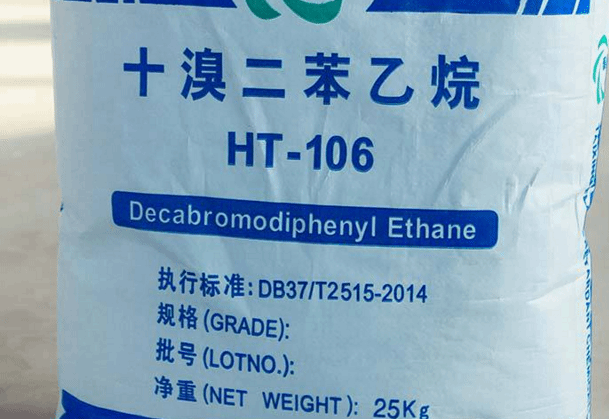 十溴二苯乙烷
HT-106
Decabromodiphenyl Ethane
执行标准:DB37/T2515-2014
规格(GRADE):
批号(LOTNO.):
净重(NET WEIGHT): 25Kg